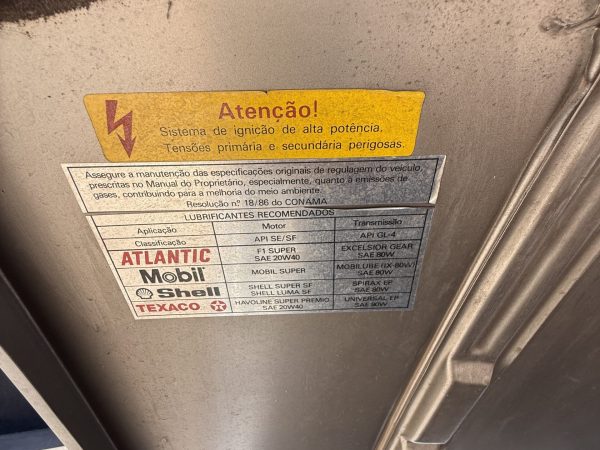 Atenção!
Sistema de ignição de alta potência.
Tensões primária e secundária perigosas.
Assegure a manutenção das especificações originais de regulagem do veículo,
prescritas no Manual do Proprietário, especialmente, quanto a emissões de
gases, contribuindo para a melhoria do meio ambiente.
Resolução n.º 18/86 do CONAMA
LUBRIFICANTES RECOMENDADOS
Aplicação Motor Transmissão
Classificação API SE/SF API GL-4
ATLANTIC F1 SUPER SAE 20W40 EXCELSIOR GEAR SAE 80W
Mobil MOBIL SUPER MOBILUBE (IX-80W) SAE 80W
Shell SHELL SUPER SF SHELL LUMA SF SPIRAX EP SAE 80W
TEXACO HAVOLINE SUPER PREMIO SAE 20W40 UNIVERSAL EP SAE 90W